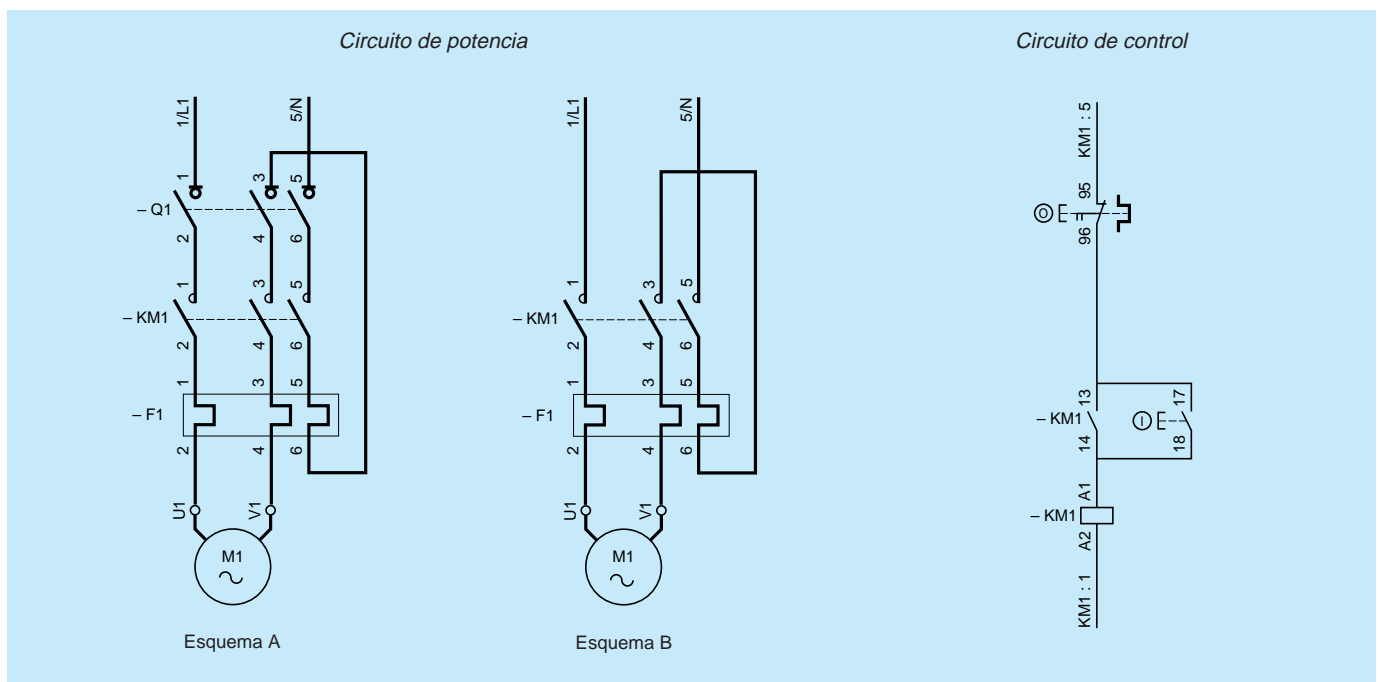 Circuito de potencia
Circuito de control
1/L1
5/N
1
3
5
– Q1
2
4
6
1
3
5
– KM1
2
4
6
1
3
5
– F1
2
4
6
U1
V1
M1
Esquema A
1/L1
5/N
1
3
5
– KM1
2
4
6
1
3
5
– F1
2
4
6
U1
V1
M1
Esquema B
KM1 : 5
95
O
96
13
17
– KM1
I
14
18
A1
– KM1
A2
KM1 : 1